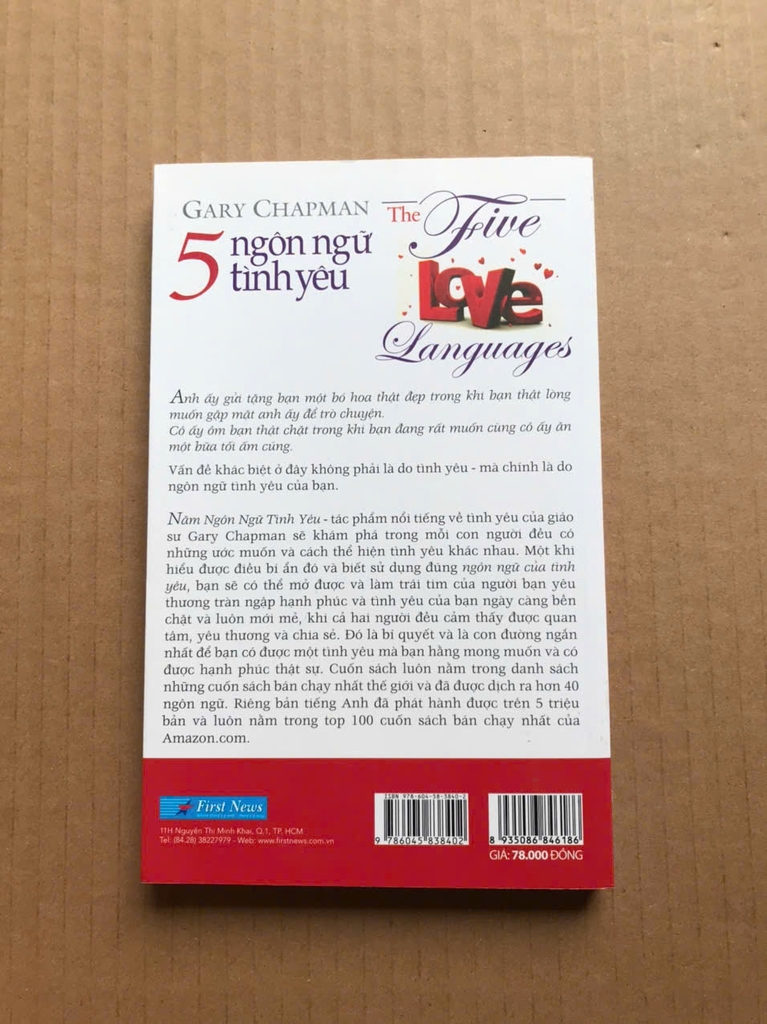 GARY CHAPMAN
5 ngôn ngữ
tình yêu
The Five
LOVE
Languages
Anh ấy gửi tặng bạn một bó hoa thật đẹp trong khi bạn thật lòng
muốn gặp mặt anh ấy để trò chuyện.
Cô ấy ôm bạn thật chặt trong khi bạn đang rất muốn cùng cô ấy ăn
một bữa tối ấm cúng.
Vấn đề khác biệt ở đây không phải là do tình yêu - mà chính là do
ngôn ngữ tình yêu của bạn.
Năm Ngôn Ngữ Tình Yêu - tác phẩm nổi tiếng về tình yêu của giáo
sư Gary Chapman sẽ khám phá trong mỗi con người đều có
những ước muốn và cách thể hiện tình yêu khác nhau. Một khi
hiểu được điều bí ẩn đó và biết sử dụng đúng ngôn ngữ của tình
yêu, bạn sẽ có thể mở được và làm trái tim của người bạn yêu
thương tràn ngập hạnh phúc và tình yêu của bạn ngày càng bền
chặt và luôn mới mẻ, khi cả hai người đều cảm thấy được quan
tâm, yêu thương và chia sẻ. Đó là bí quyết và là con đường ngắn
nhất để bạn có được một tình yêu mà bạn hằng mong muốn và có
được hạnh phúc thật sự. Cuốn sách luôn nằm trong danh sách
những cuốn sách bán chạy nhất thế giới và đã được dịch ra hơn 40
ngôn ngữ. Riêng bản tiếng Anh đã phát hành được trên 5 triệu
bản và luôn nằm trong top 100 cuốn sách bán chạy nhất của
Amazon.com.
First News
11H Nguyễn Thị Minh Khai, Q.1, TP. HCM
Tel: (84.28) 38227979 - Web: www.firstnews.com.vn
ISBN 978-604-58-3840-2
9 786045 838402
8 935086 846186
GIÁ: 78.000 ĐỒNG